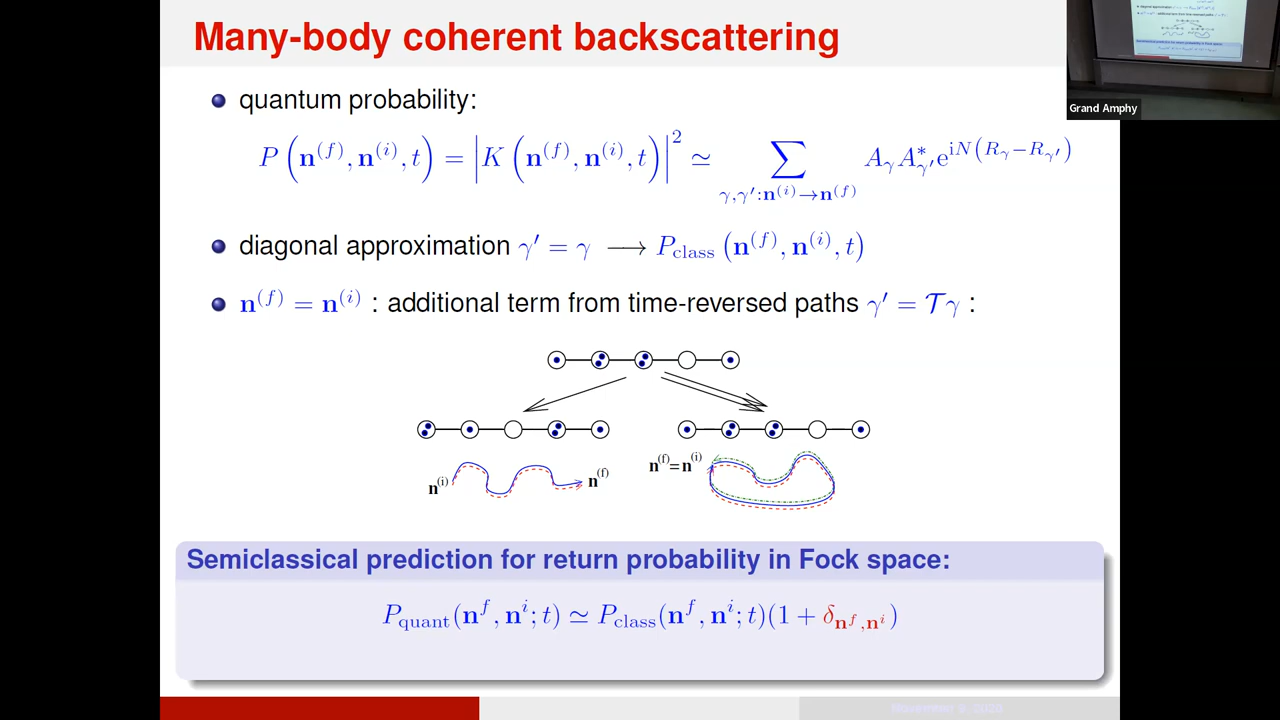 Many-body coherent backscattering
Grand Amphy
quantum probability:
P (n^(f), n^(i), t) = |K (n^(f), n^(i), t)|² ≃ ∑ A_γ A*_γ′ e^{iN(R_γ−R_γ′)}
γ,γ′:n^(i)→n^(f)
diagonal approximation γ′ = γ ⟶ P_class (n^(f), n^(i), t)
n^(f) = n^(i) : additional term from time-reversed paths γ′ = 𝒯γ :
n^(i) n^(f) n^(f)=n^(i)
Semiclassical prediction for return probability in Fock space:
P_quant(n^f, n^i; t) ≃ P_class(n^f, n^i; t)(1 + δ_{n^f,n^i})